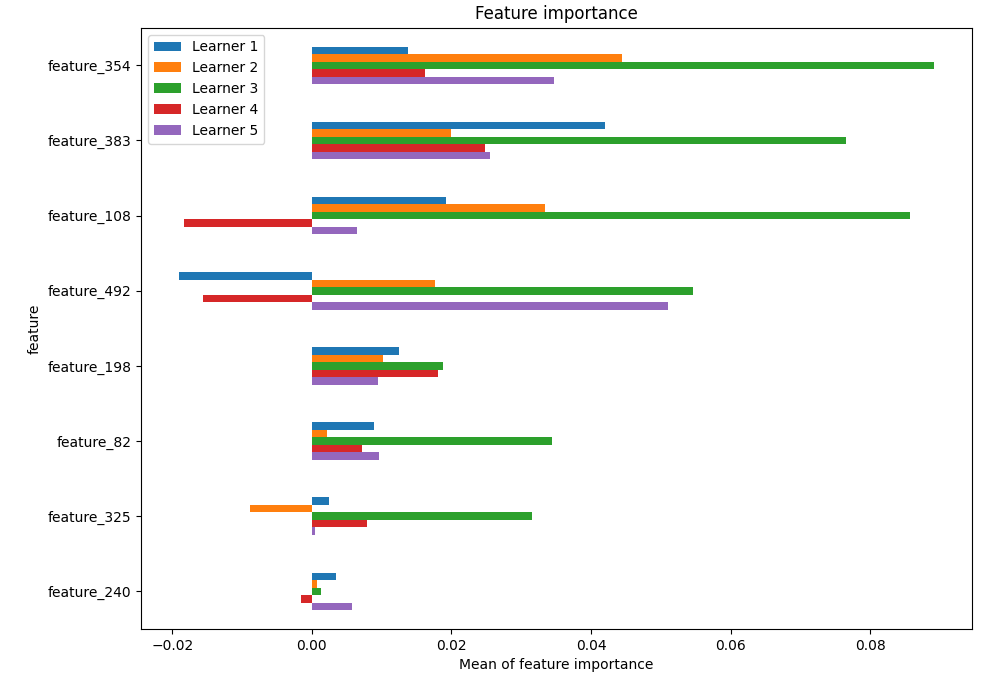 Feature importance
Learner 1
Learner 2
Learner 3
Learner 4
Learner 5
feature_354
feature_383
feature_108
feature_492
feature_198
feature_82
feature_325
feature_240
feature
−0.02 0.00 0.02 0.04 0.06 0.08
Mean of feature importance